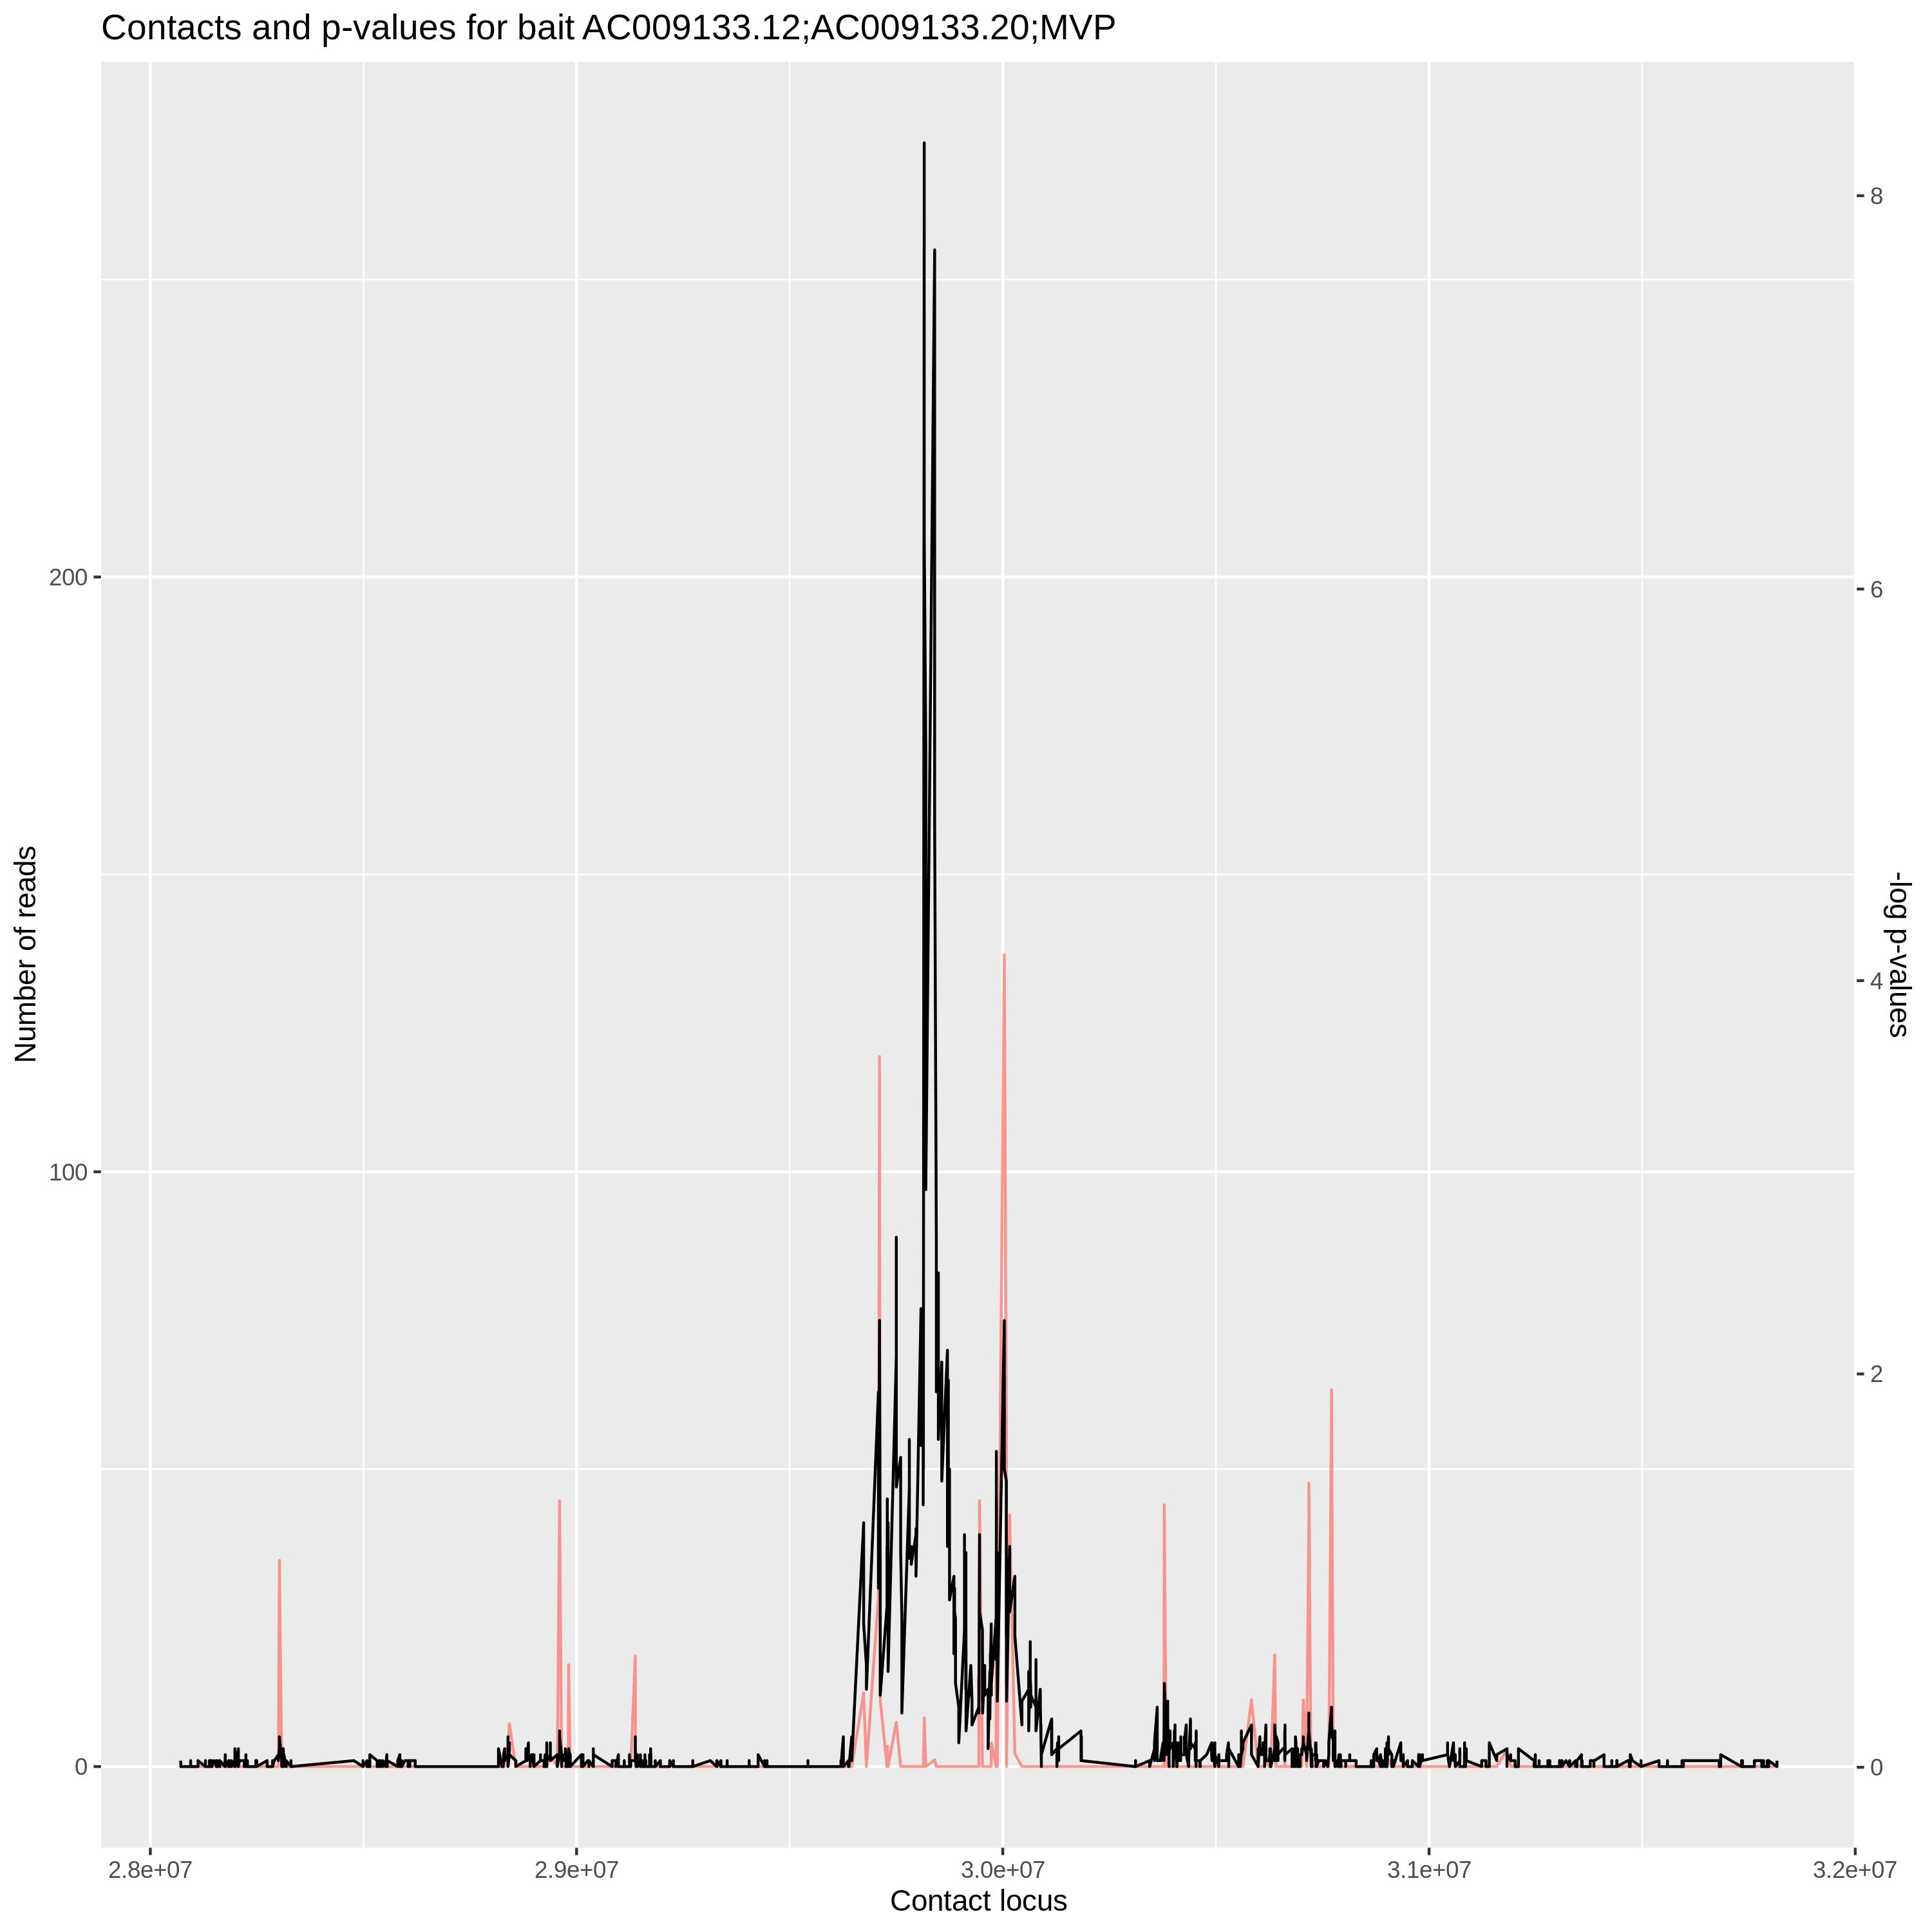 Contacts and p-values for bait AC009133.12;AC009133.20;MVP
8
200
6
Number of reads
-log p-values
4
100
2
0
0
2.8e+07
2.9e+07
3.0e+07
3.1e+07
3.2e+07
Contact locus